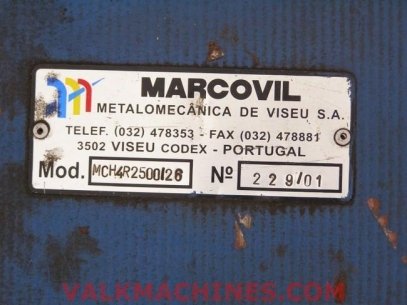 MARCOVIL
METALOMECÂNICA DE VISEU S.A.
TELEF. (032) 478353 - FAX (032) 478881
3502 VISEU CODEX - PORTUGAL
Mod. MCH4R2500/26 Nº 229/01
VALKMACHINES.COM